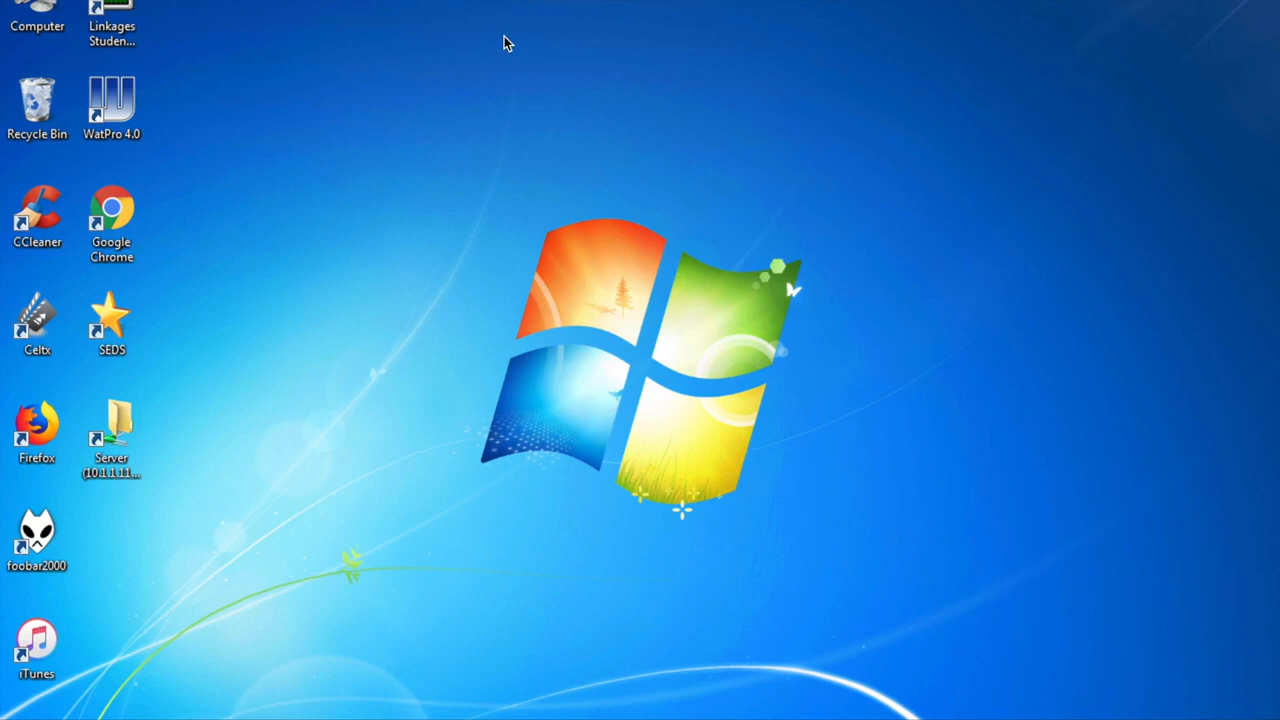 Computer
Linkages
Studen...
Recycle Bin
WatPro 4.0
CCleaner
Google
Chrome
Celtx
SEDS
Firefox
Server
(10.1.1.11...
foobar2000
iTunes